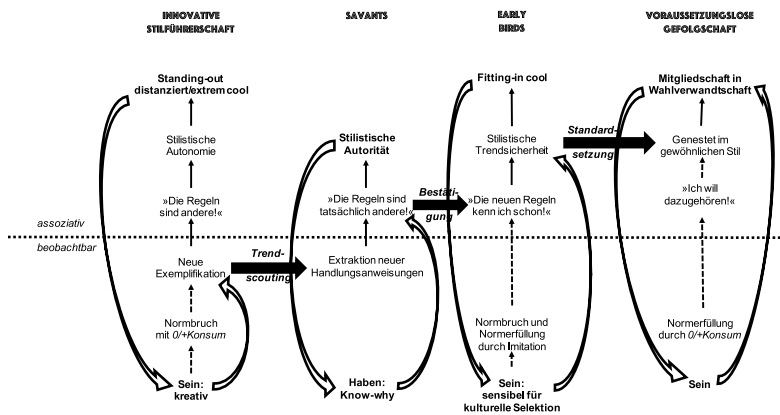 INNOVATIVE
STILFÜHRERSCHAFT
SAVANTS
EARLY
BIRDS
VORAUSSETZUNGSLOSE
GEFOLGSCHAFT
Standing-out
distanziert/extrem cool
Stilistische
Autonomie
»Die Regeln
sind andere!«
Neue
Exemplifikation
Normbruch
mit 0/+Konsum
Sein:
kreativ
assoziativ
beobachtbar
Trend-
scouting
Stilistische
Autorität
»Die Regeln sind
tatsächlich andere!«
Extraktion neuer
Handlungsanweisungen
Haben:
Know-why
Bestäti-
gung
Fitting-in cool
Stilistische
Trendsicherheit
»Die neuen Regeln
kenn ich schon!«
Normbruch und
Normerfüllung
durch Imitation
Sein:
sensibel für
kulturelle Selektion
Standard-
setzung
Mitgliedschaft in
Wahlverwandtschaft
Genestet im
gewöhnlichen Stil
»Ich will
dazugehören!«
Normerfüllung
durch 0/+Konsum
Sein